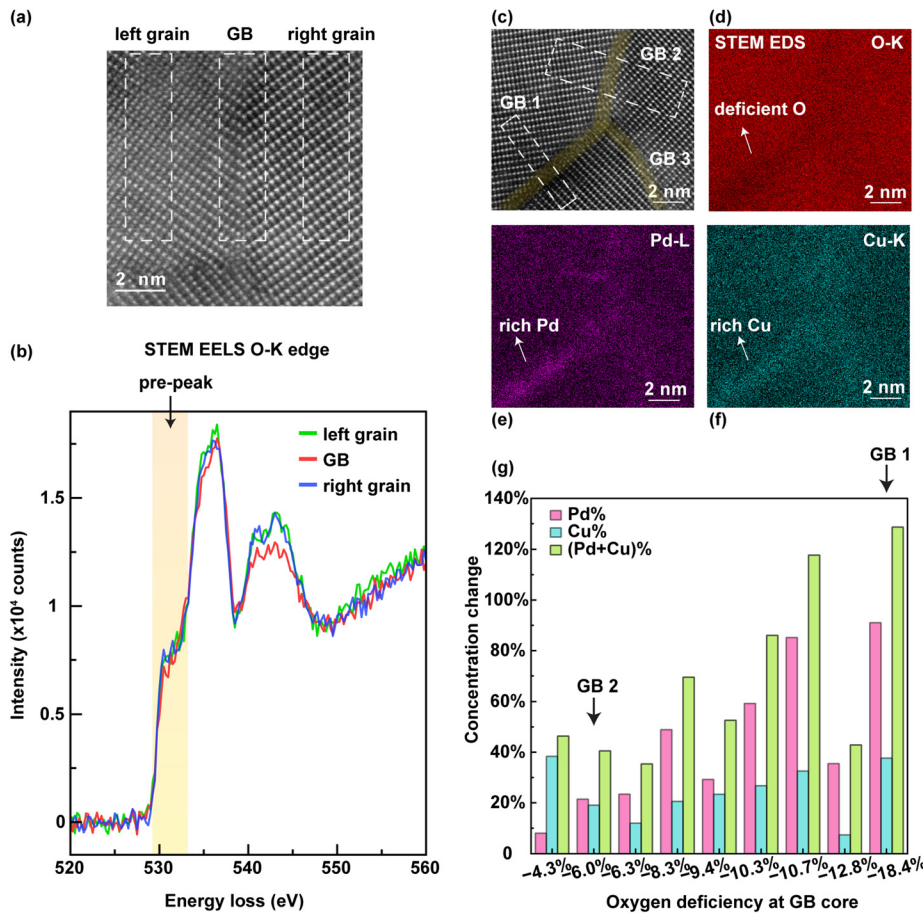 (a)
left grain GB right grain
2 nm
(b)
STEM EELS O-K edge
pre-peak
left grain
GB
right grain
Intensity (x10⁴ counts)
1.5
1
0.5
0
520 530 540 550 560
Energy loss (eV)
(c)
GB 2
GB 1
GB 3
2 nm
(d)
STEM EDS O-K
deficient O
2 nm
Pd-L
rich Pd
2 nm
(e)
Cu-K
rich Cu
2 nm
(f)
(g)
GB 1
GB 2
Pd%
Cu%
(Pd+Cu)%
Concentration change
140%
120%
100%
80%
60%
40%
20%
0
−4.3% −6.0% −6.3% −8.3% −9.4% −10.3% −10.7% −12.8% −18.4%
Oxygen deficiency at GB core